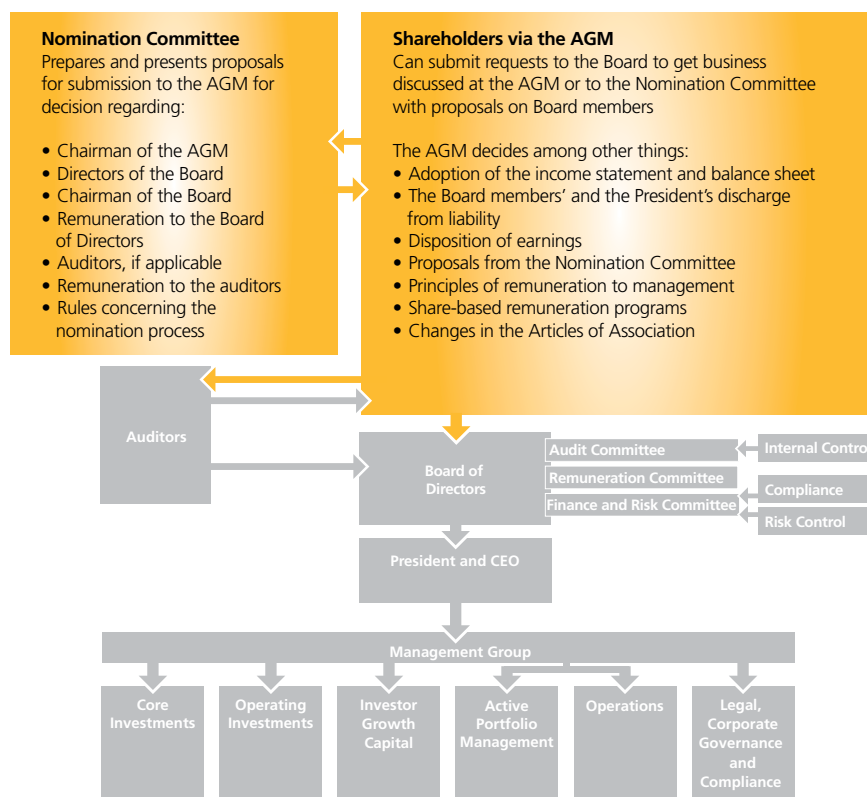 Nomination Committee
Prepares and presents proposals
for submission to the AGM for
decision regarding:
• Chairman of the AGM
• Directors of the Board
• Chairman of the Board
• Remuneration to the Board
of Directors
• Auditors, if applicable
• Remuneration to the auditors
• Rules concerning the
nomination process
Shareholders via the AGM
Can submit requests to the Board to get business
discussed at the AGM or to the Nomination Committee
with proposals on Board members
The AGM decides among other things:
• Adoption of the income statement and balance sheet
• The Board members’ and the President’s discharge
from liability
• Disposition of earnings
• Proposals from the Nomination Committee
• Principles of remuneration to management
• Share-based remuneration programs
• Changes in the Articles of Association
Auditors
Board of
Directors
Audit Committee
Remuneration Committee
Finance and Risk Committee
Internal Control
Compliance
Risk Control
President and CEO
Management Group
Core
Investments
Operating
Investments
Investor
Growth
Capital
Active
Portfolio
Management
Operations
Legal,
Corporate
Governance
and
Compliance